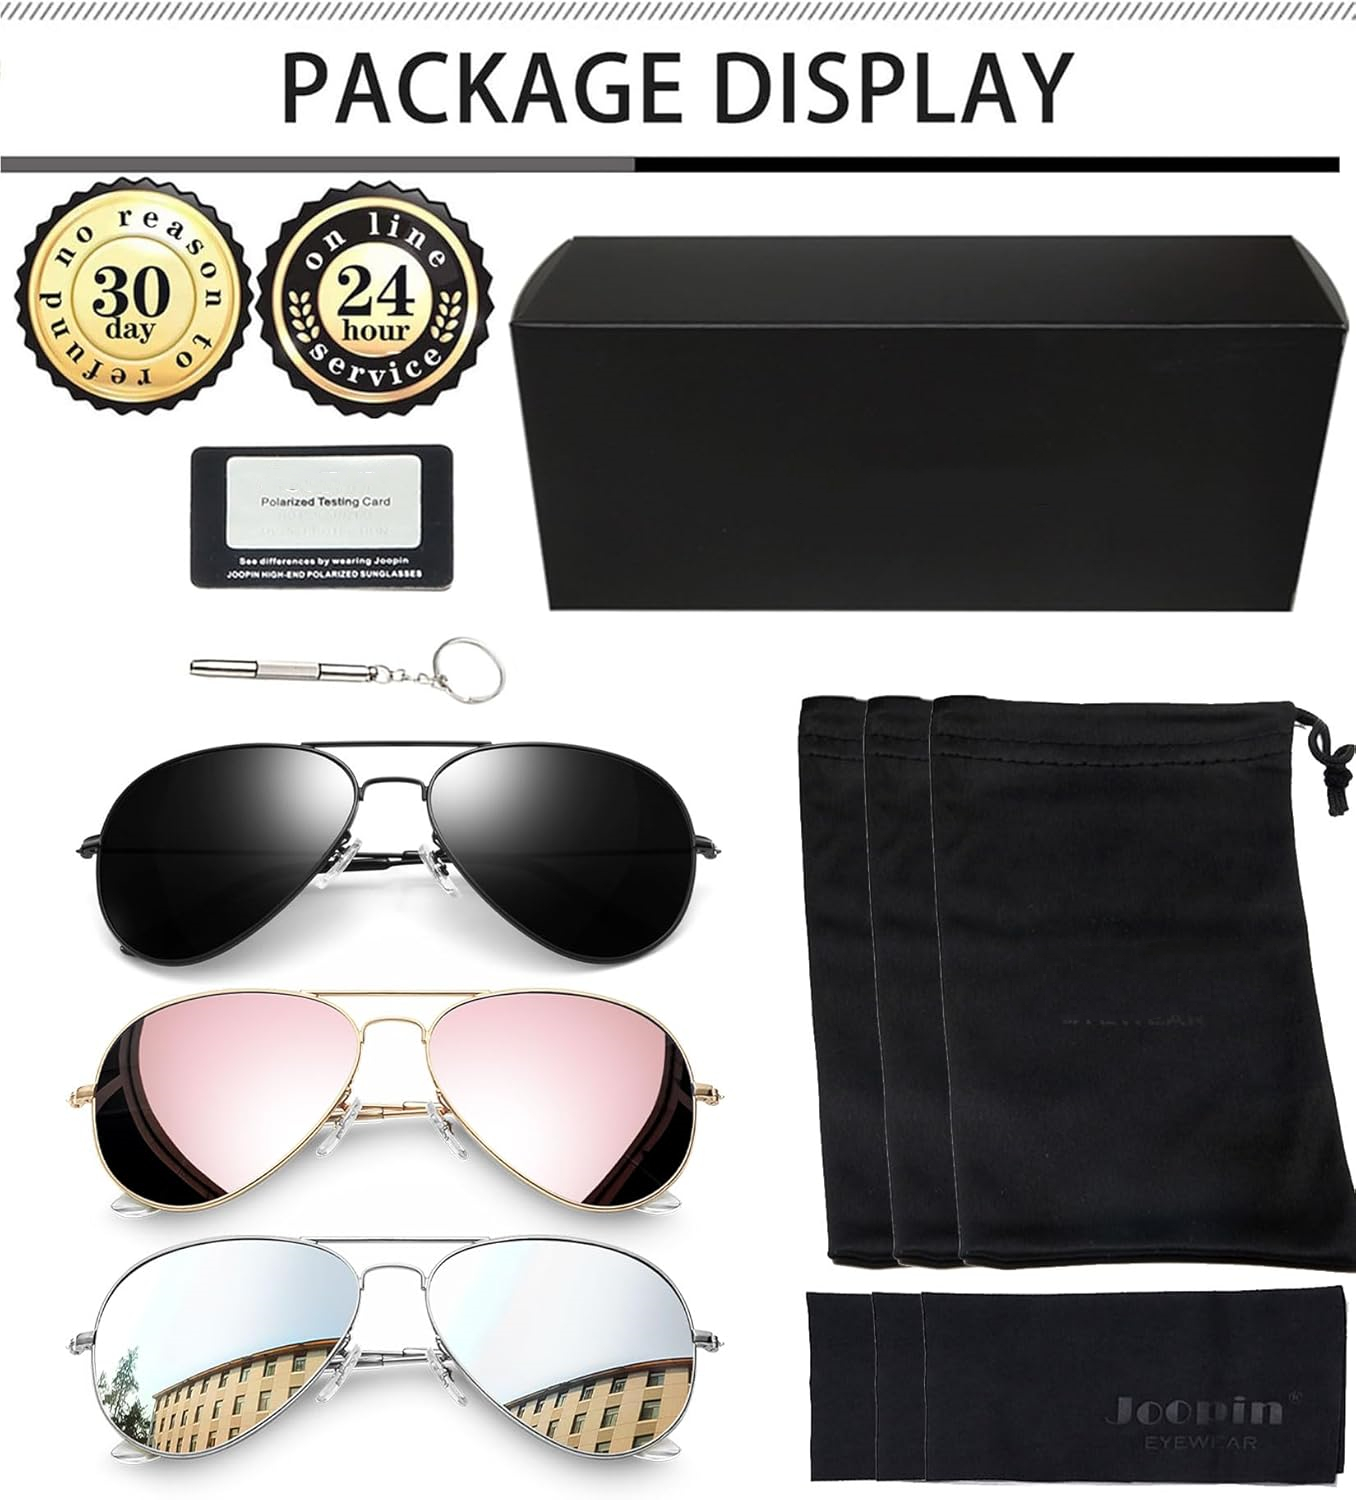 PACKAGE DISPLAY
no reason to refund
30
day
on line
24
hour
service
Polarized Testing Card
See differences by wearing Joopin
JOOPIN HIGH-END POLARIZED SUNGLASSES
Joopin®
EYEWEAR